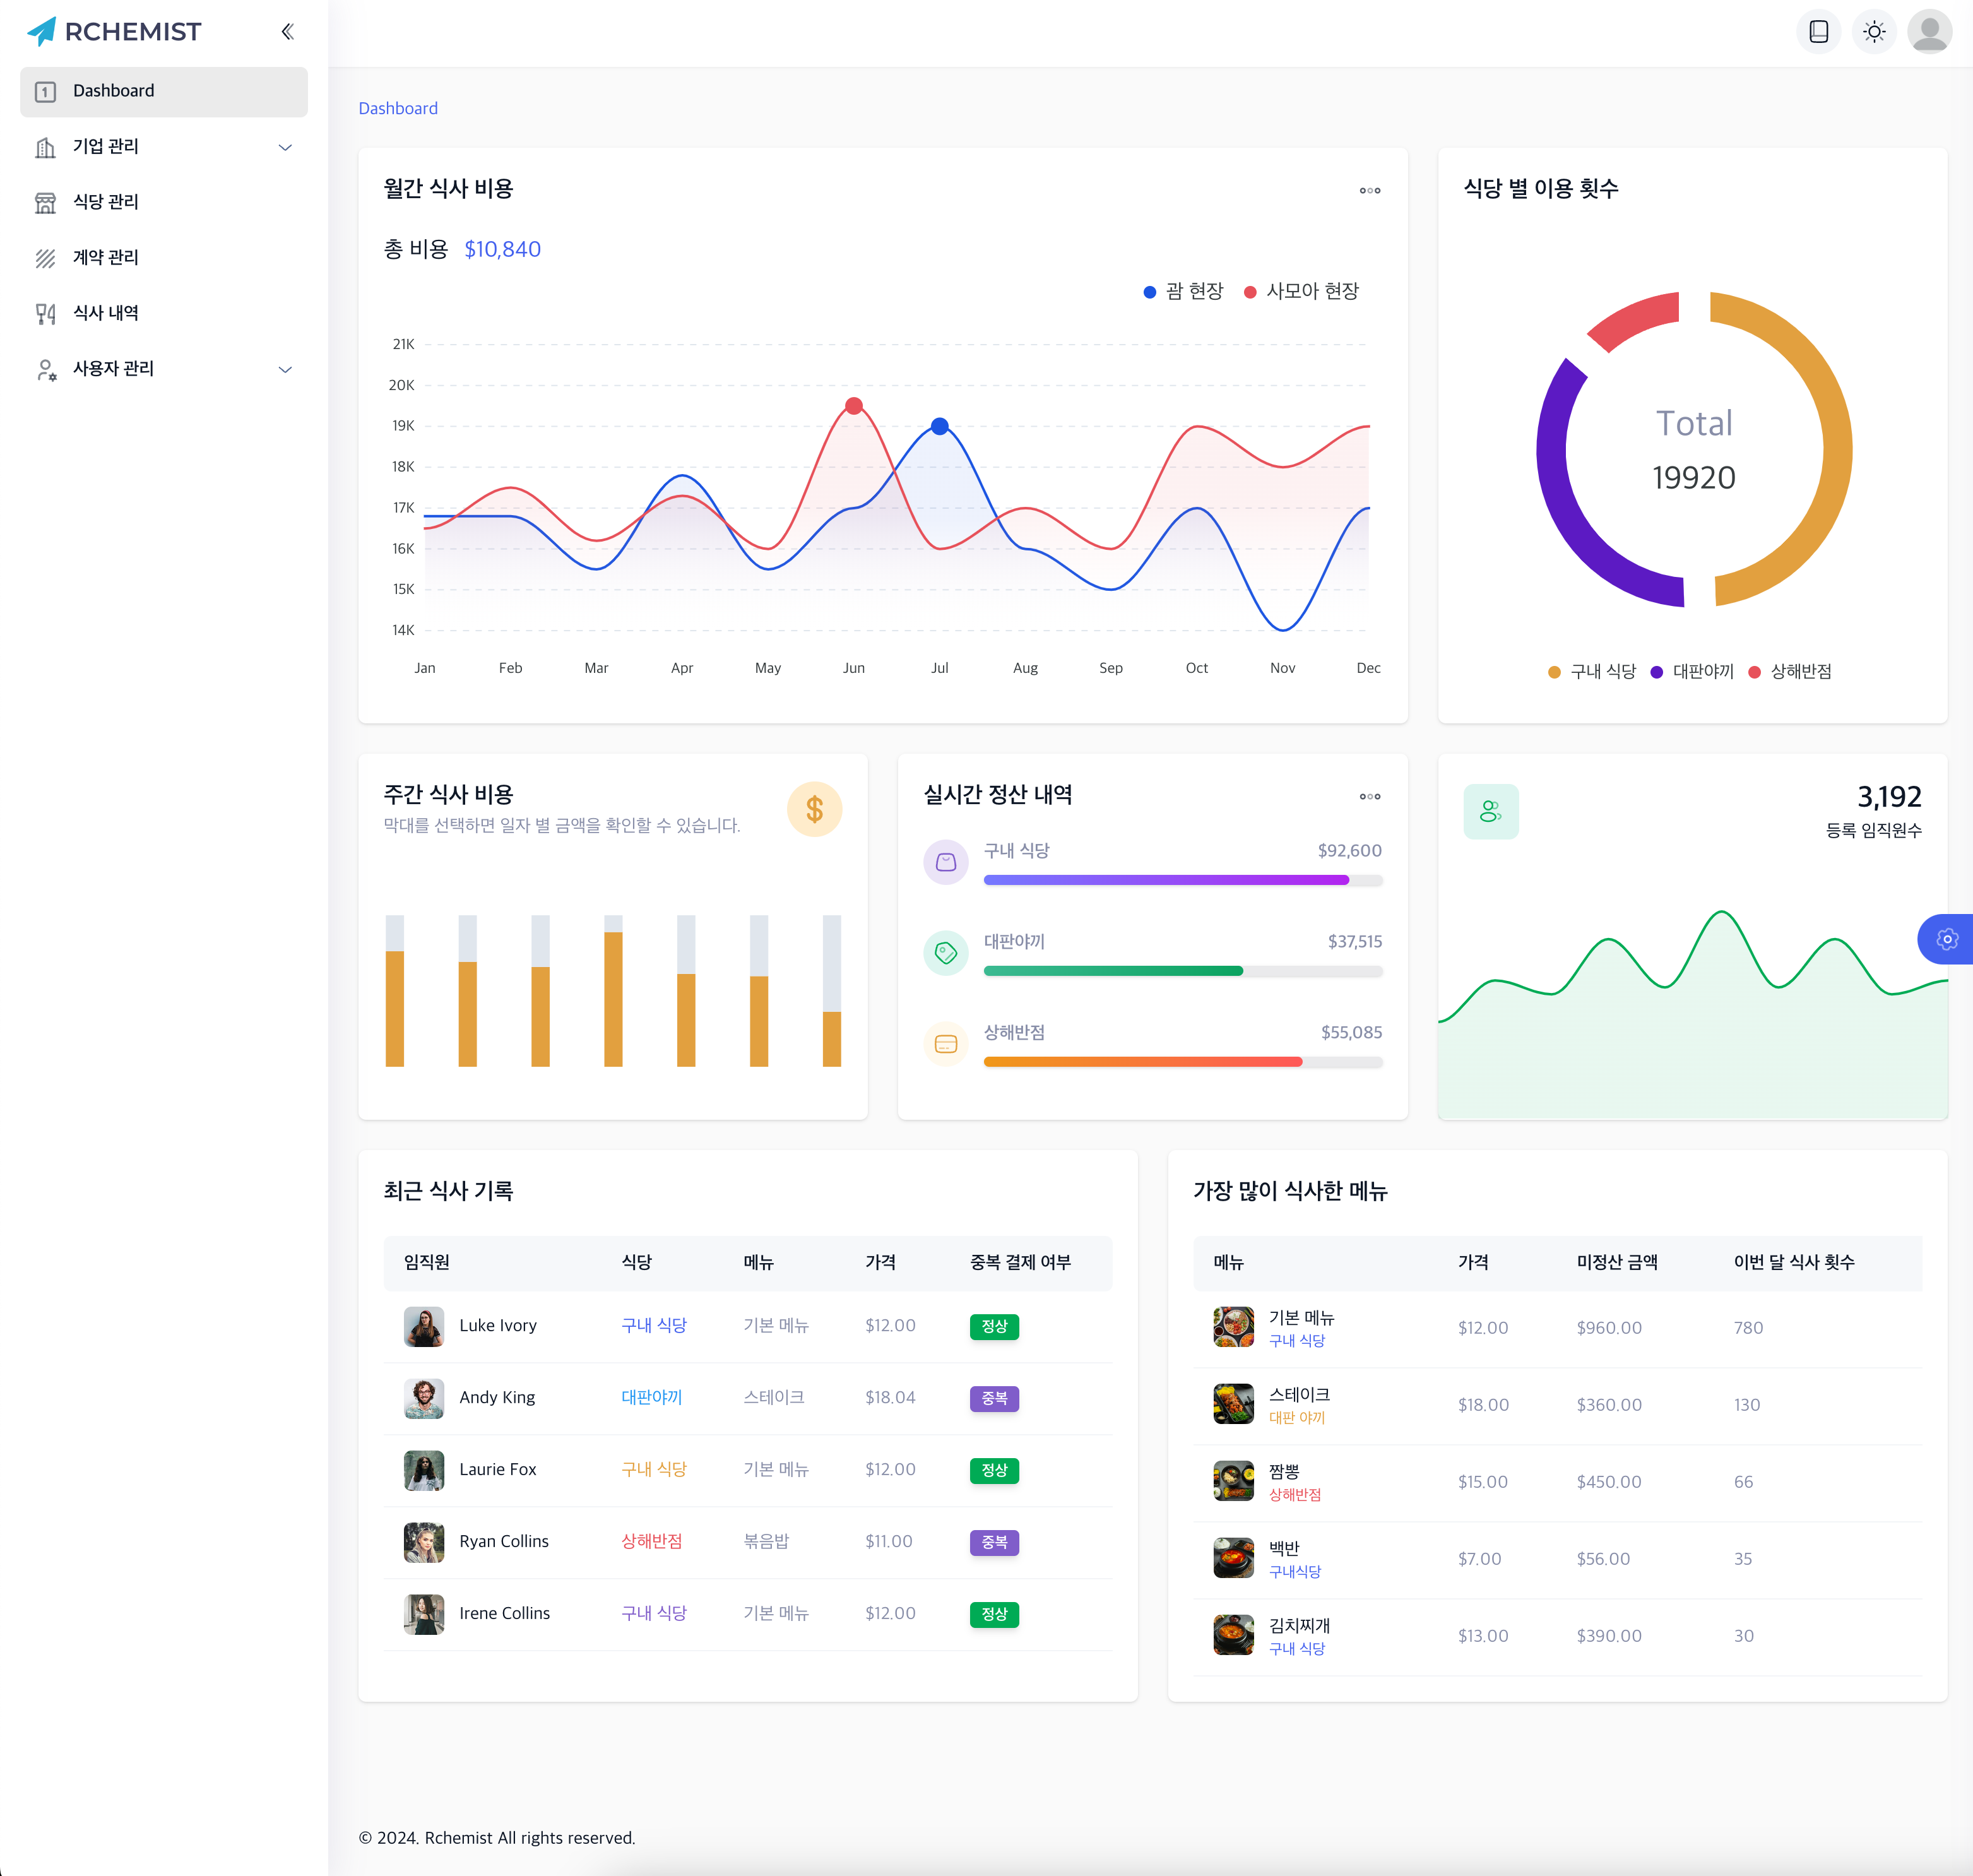 RCHEMIST
1 Dashboard
기업 관리
식당 관리
계약 관리
식사 내역
사용자 관리
Dashboard
월간 식사 비용
총 비용 $10,840
괌 현장 사모아 현장
21K
20K
19K
18K
17K
16K
15K
14K
Jan Feb Mar Apr May Jun Jul Aug Sep Oct Nov Dec
식당 별 이용 횟수
Total
19920
구내 식당 대판야끼 상해반점
주간 식사 비용
막대를 선택하면 일자 별 금액을 확인할 수 있습니다.
$
실시간 정산 내역
구내 식당 $92,600
대판야끼 $37,515
상해반점 $55,085
3,192
등록 임직원수
최근 식사 기록
임직원 식당 메뉴 가격 중복 결제 여부
Luke Ivory 구내 식당 기본 메뉴 $12.00 정상
Andy King 대판야끼 스테이크 $18.04 중복
Laurie Fox 구내 식당 기본 메뉴 $12.00 정상
Ryan Collins 상해반점 볶음밥 $11.00 중복
Irene Collins 구내 식당 기본 메뉴 $12.00 정상
가장 많이 식사한 메뉴
메뉴 가격 미정산 금액 이번 달 식사 횟수
기본 메뉴 $12.00 $960.00 780
구내 식당
스테이크 $18.00 $360.00 130
대판 야끼
짬뽕 $15.00 $450.00 66
상해반점
백반 $7.00 $56.00 35
구내식당
김치찌개 $13.00 $390.00 30
구내 식당
© 2024. Rchemist All rights reserved.